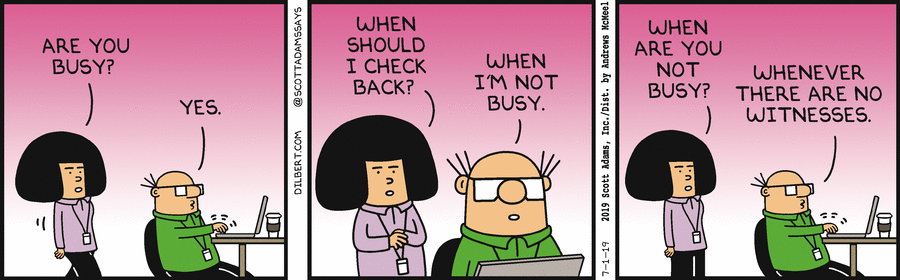 ARE YOU
BUSY?
YES.
DILBERT.COM @SCOTTADAMSSAYS
WHEN
SHOULD
I CHECK
BACK?
WHEN
I'M NOT
BUSY.
7-1-19 2019 Scott Adams, Inc./Dist. by Andrews McMeel
WHEN
ARE YOU
NOT
BUSY?
WHENEVER
THERE ARE NO
WITNESSES.